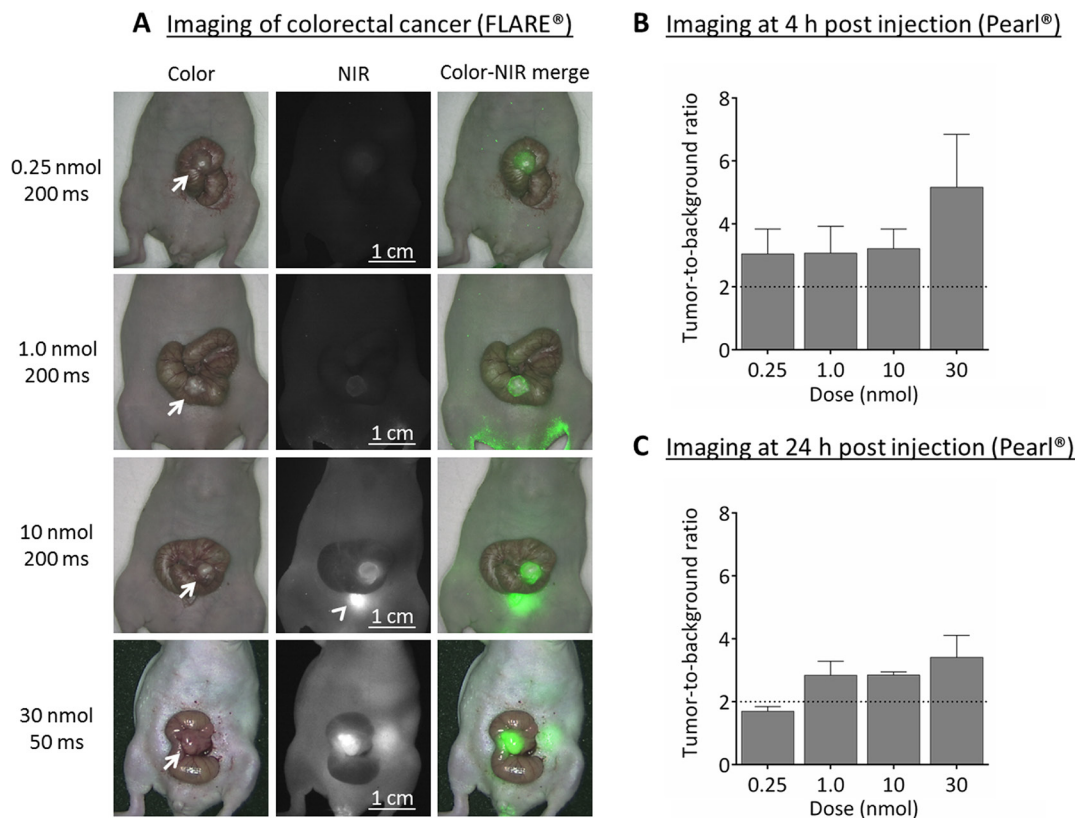 A Imaging of colorectal cancer (FLARE®)
Color NIR Color-NIR merge
0.25 nmol
200 ms
1 cm
1.0 nmol
200 ms
1 cm
10 nmol
200 ms
1 cm
30 nmol
50 ms
1 cm
B Imaging at 4 h post injection (Pearl®)
Tumor-to-background ratio
8
6
4
2
0
0.25 1.0 10 30
Dose (nmol)
C Imaging at 24 h post injection (Pearl®)
Tumor-to-background ratio
8
6
4
2
0
0.25 1.0 10 30
Dose (nmol)